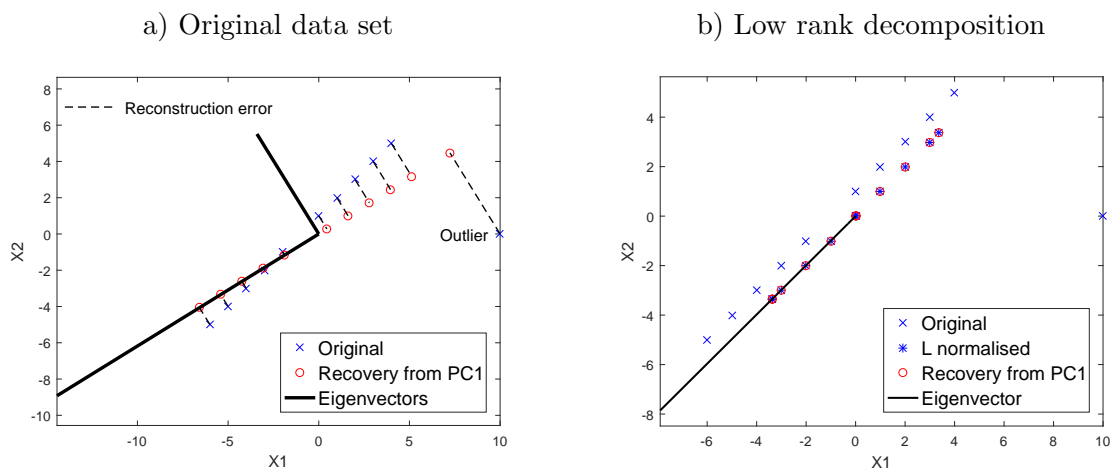 a) Original data set
8
6
4
2
0
-2
-4
-6
-8
-10
X2
-10
-5
0
5
10
X1
Reconstruction error
Outlier
Original
Recovery from PC1
Eigenvectors
b) Low rank decomposition
4
2
0
-2
-4
-6
-8
X2
-6
-4
-2
0
2
4
6
8
10
X1
Original
L normalised
Recovery from PC1
Eigenvector